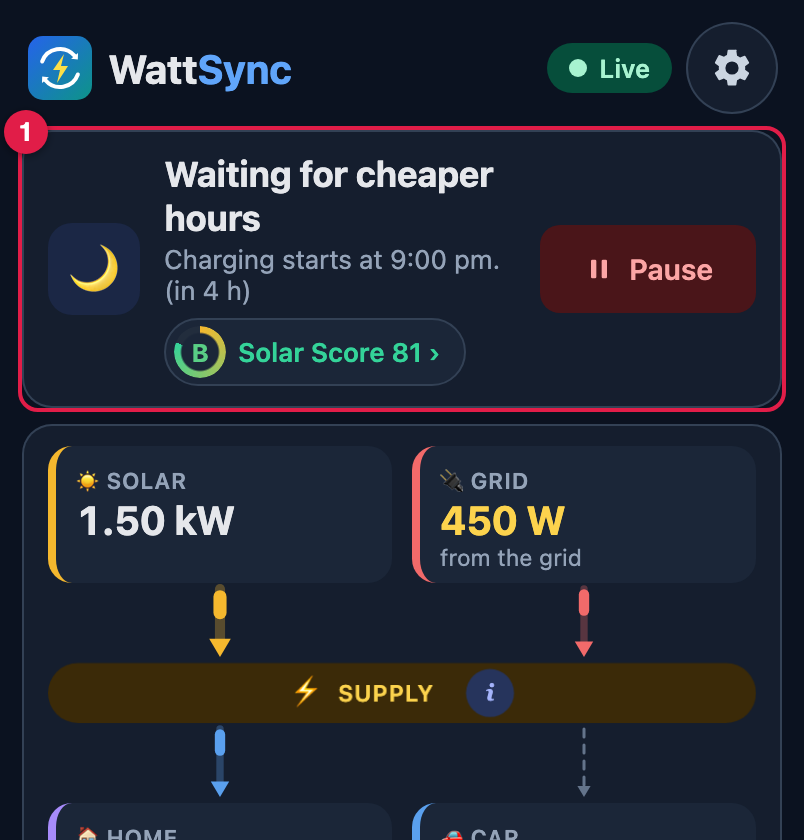 WattSync
Live
1
Waiting for cheaper
hours
Charging starts at 9:00 pm.
(in 4 h)
Pause
B
Solar Score 81 ›
SOLAR
1.50 kW
GRID
450 W
from the grid
SUPPLY
i
HOME
CAR